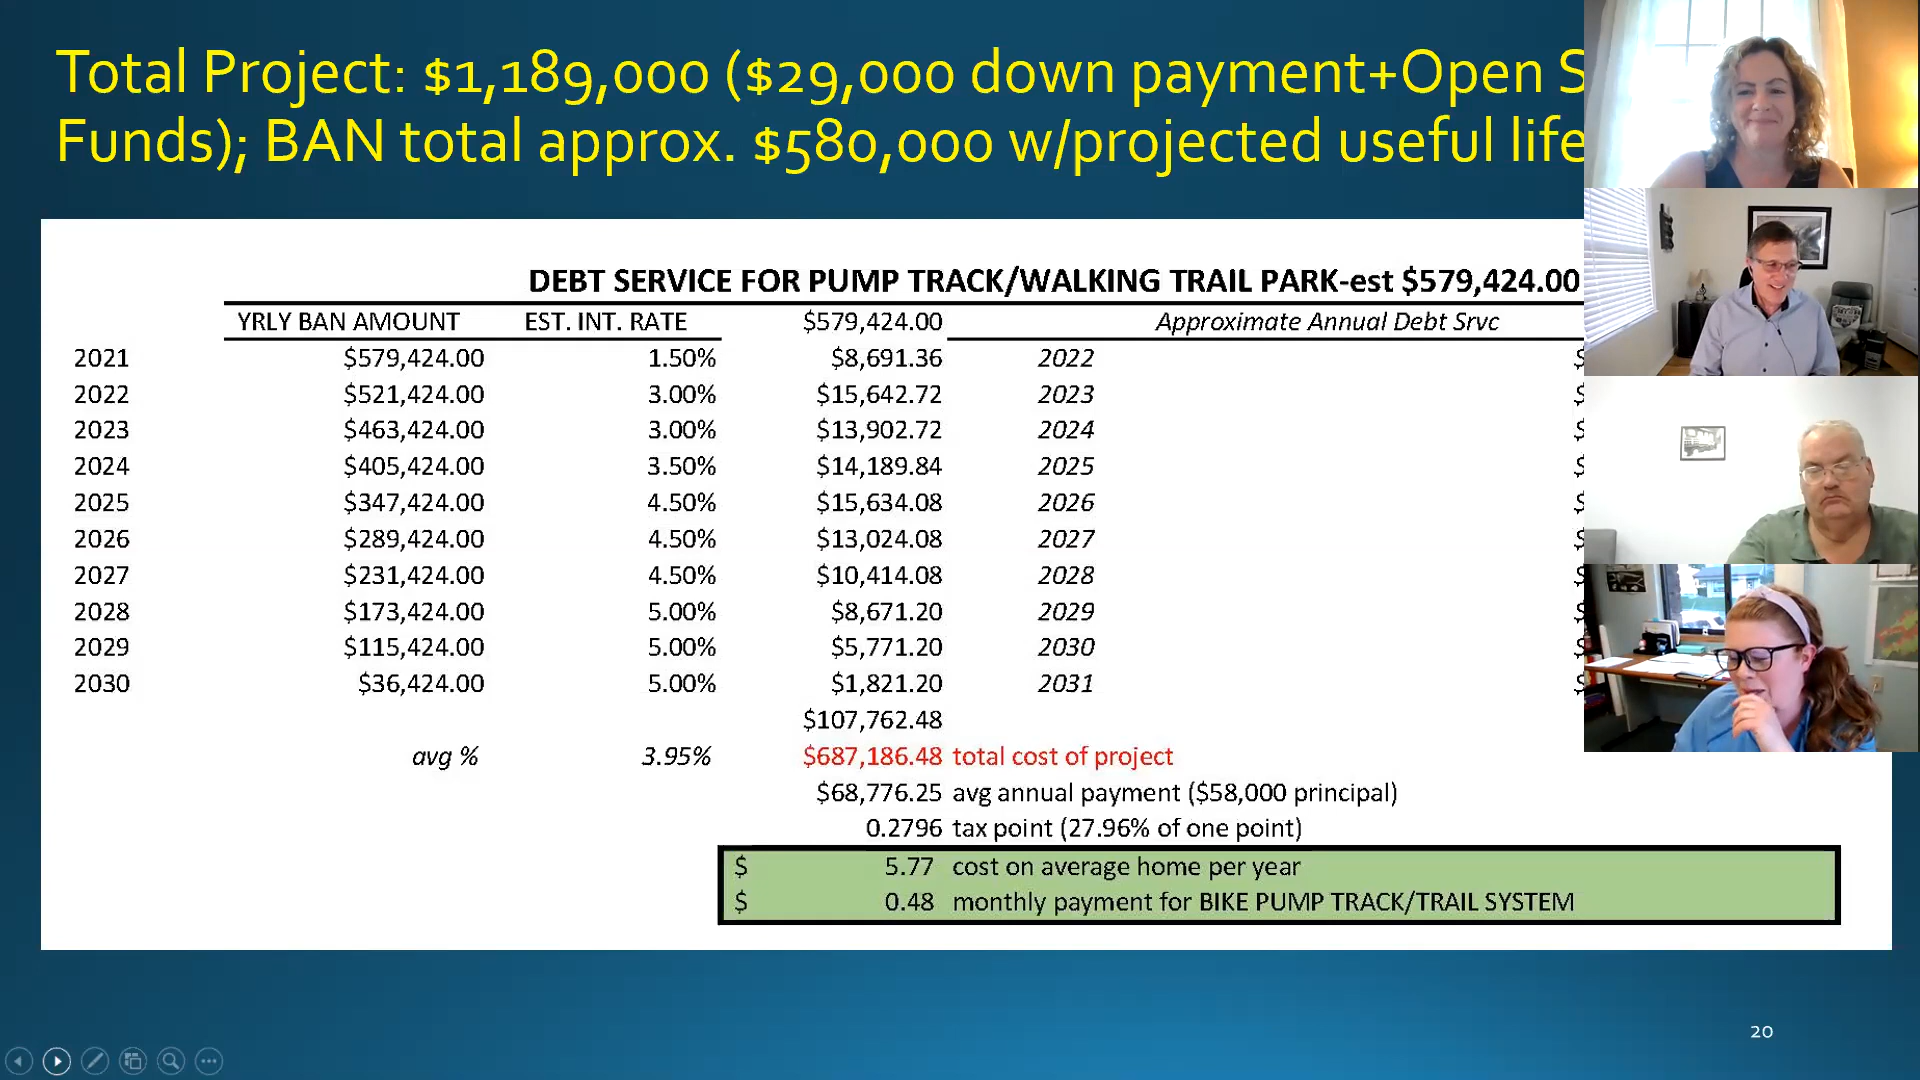 Total Project: $1,189,000 ($29,000 down payment+Open S
Funds); BAN total approx. $580,000 w/projected useful life
DEBT SERVICE FOR PUMP TRACK/WALKING TRAIL PARK-est $579,424.00
YRLY BAN AMOUNT EST. INT. RATE $579,424.00 Approximate Annual Debt Srvc
2021 $579,424.00 1.50% $8,691.36 2022 $
2022 $521,424.00 3.00% $15,642.72 2023 $
2023 $463,424.00 3.00% $13,902.72 2024 $
2024 $405,424.00 3.50% $14,189.84 2025 $
2025 $347,424.00 4.50% $15,634.08 2026 $
2026 $289,424.00 4.50% $13,024.08 2027 $
2027 $231,424.00 4.50% $10,414.08 2028 $
2028 $173,424.00 5.00% $8,671.20 2029 $
2029 $115,424.00 5.00% $5,771.20 2030 $
2030 $36,424.00 5.00% $1,821.20 2031 $
$107,762.48
avg % 3.95% $687,186.48 total cost of project
$68,776.25 avg annual payment ($58,000 principal)
0.2796 tax point (27.96% of one point)
$ 5.77 cost on average home per year
$ 0.48 monthly payment for BIKE PUMP TRACK/TRAIL SYSTEM
20